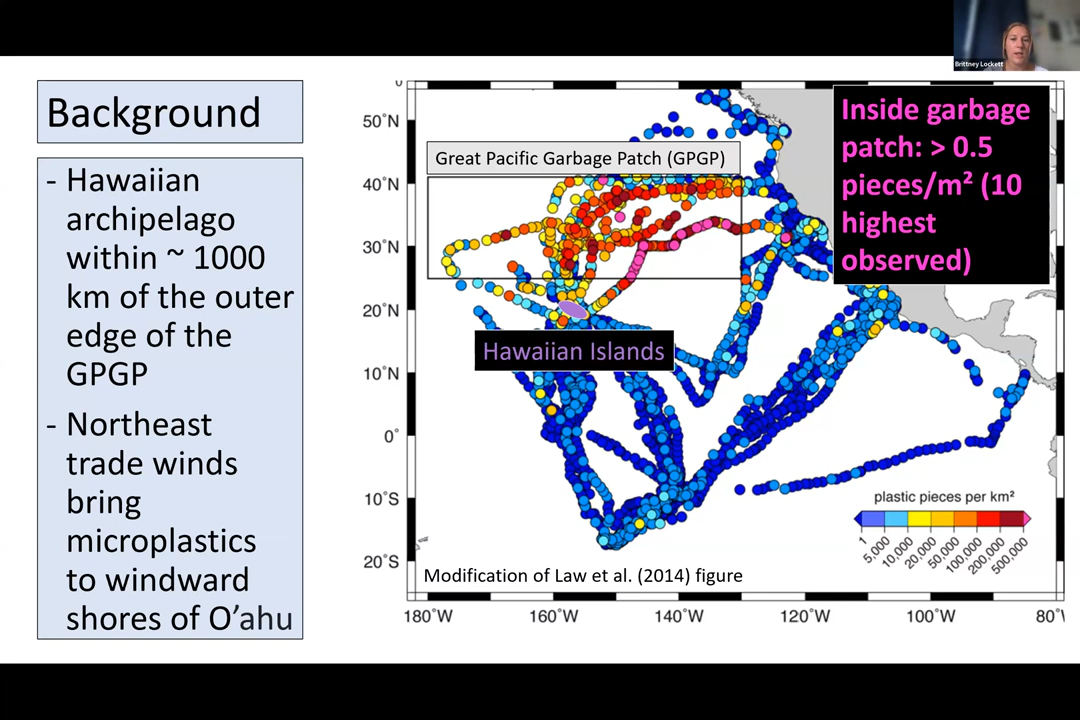 Brittney Lockett
Background
- Hawaiian
archipelago
within ~ 1000
km of the outer
edge of the
GPGP
- Northeast
trade winds
bring
microplastics
to windward
shores of O’ahu
Inside garbage
patch: > 0.5
pieces/m² (10
highest
observed)
Great Pacific Garbage Patch (GPGP)
Hawaiian Islands
50°N
40°N
30°N
20°N
10°N
0°
10°S
20°S
plastic pieces per km²
1
5,000
10,000
20,000
50,000
100,000
200,000
500,000
Modification of Law et al. (2014) figure
180°W
160°W
140°W
120°W
100°W
80°